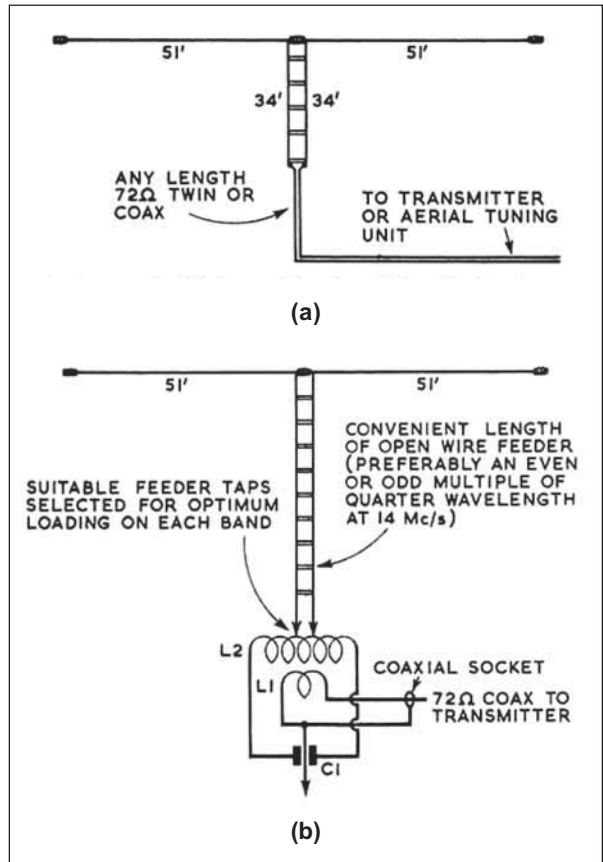 51' 51'
34' 34'
ANY LENGTH
72Ω TWIN OR
COAX
TO TRANSMITTER
OR AERIAL TUNING
UNIT
(a)
51' 51'
CONVENIENT LENGTH
OF OPEN WIRE FEEDER
(PREFERABLY AN EVEN
OR ODD MULTIPLE OF
QUARTER WAVELENGTH
AT 14 Mc/s)
SUITABLE FEEDER TAPS
SELECTED FOR OPTIMUM
LOADING ON EACH BAND
L2
L1
COAXIAL SOCKET
72Ω COAX TO
TRANSMITTER
C1
(b)